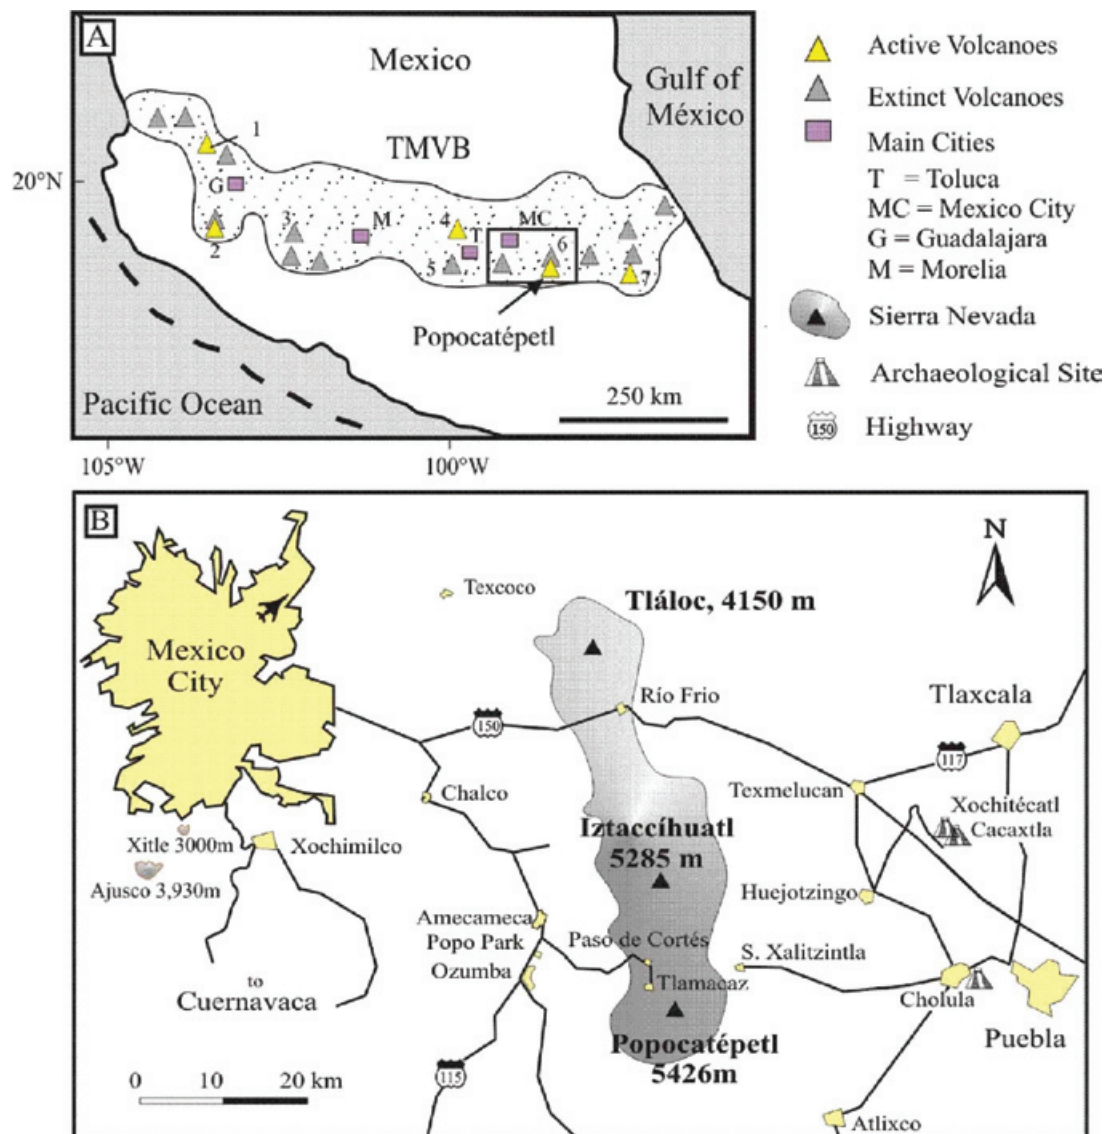 A
Mexico
TMVB
Gulf of
México
20°N
1
G
2
3
M
4
T
MC
5
6
7
Popocatépetl
Pacific Ocean
250 km
105°W
100°W
Active Volcanoes
Extinct Volcanoes
Main Cities
T = Toluca
MC = Mexico City
G = Guadalajara
M = Morelia
Sierra Nevada
Archaeological Site
150
Highway
B
N
Texcoco
Tláloc, 4150 m
Mexico
City
Río Frio
Tlaxcala
150
117
Chalco
Texmelucan
Xochitécatl
Cacaxtla
Xitle 3000m
Xochimilco
Iztaccíhuatl
5285 m
Ajusco 3,930m
Huejotzingo
Amecameca
Popo Park
Ozumba
Paso de Cortés
S. Xalitzintla
Tlamacaz
to
Cuernavaca
Cholula
Puebla
Popocatépetl
5426m
0 10 20 km
115
Atlixco